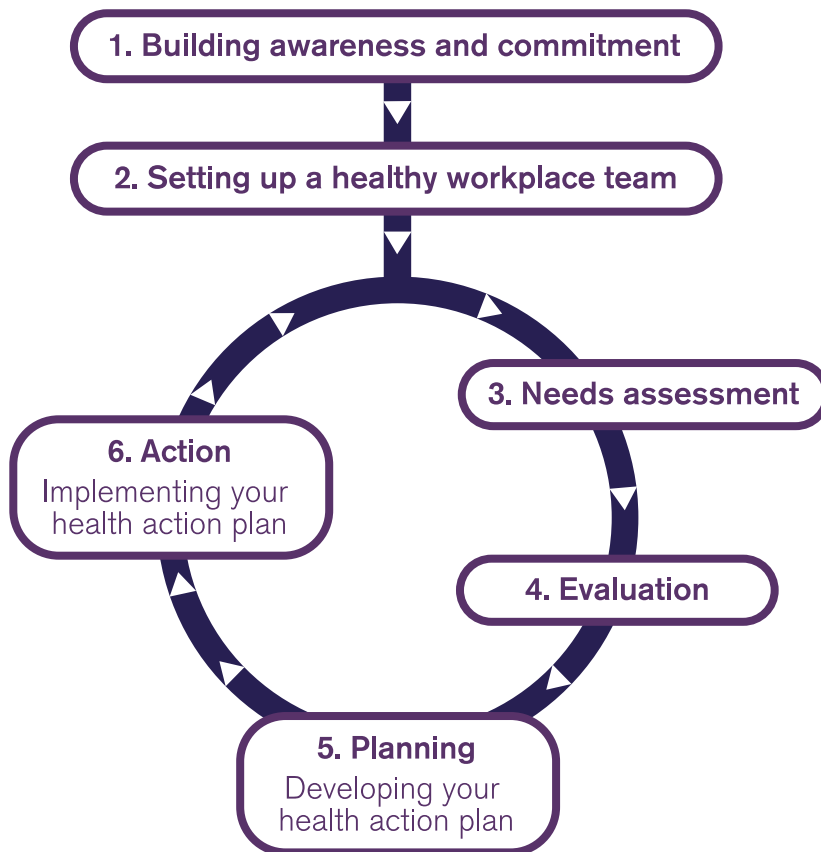 1. Building awareness and commitment
2. Setting up a healthy workplace team
3. Needs assessment
4. Evaluation
5. Planning
Developing your
health action plan
6. Action
Implementing your
health action plan